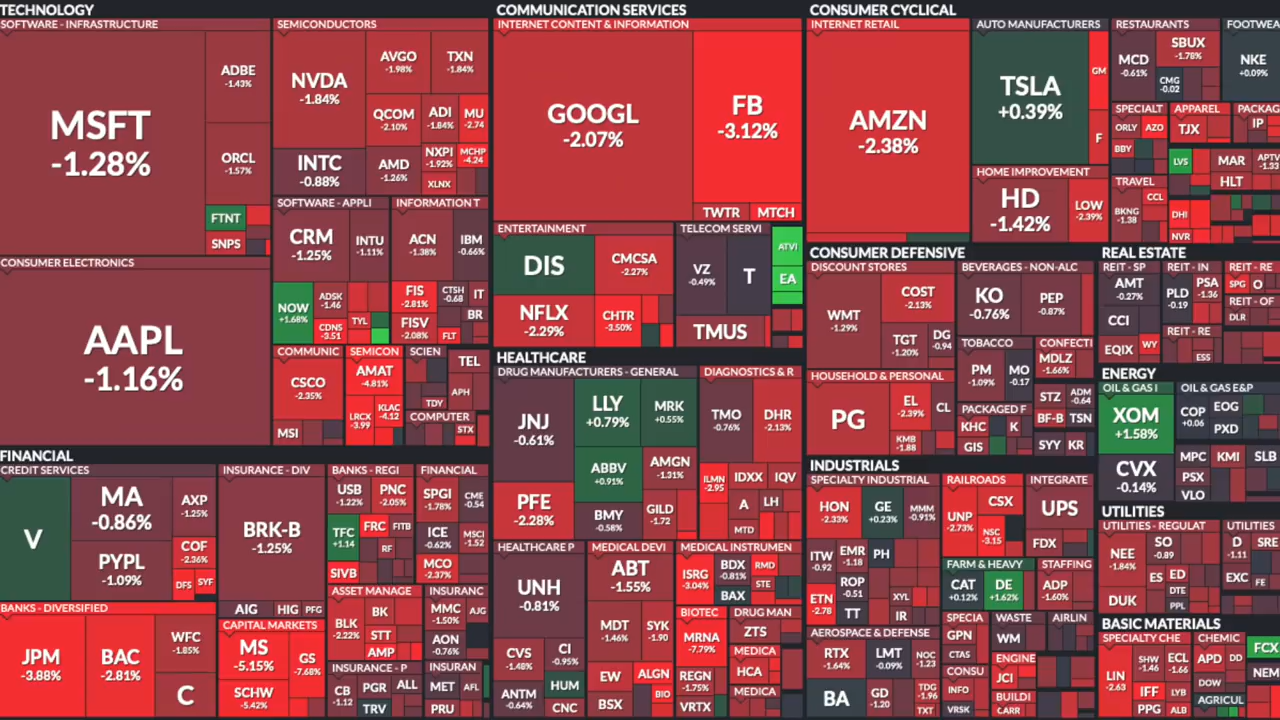 TECHNOLOGY
SOFTWARE - INFRASTRUCTURE
MSFT
-1.28%
ADBE
-1.43%
ORCL
-1.57%
FTNT
SNPS
SEMICONDUCTORS
NVDA
-1.84%
AVGO
-1.98%
TXN
-1.84%
QCOM
-2.10%
ADI
-1.84%
MU
-2.74
INTC
-0.88%
AMD
-1.26%
NXPI
-1.92%
MCHP
-4.24
XLNX
CONSUMER ELECTRONICS
AAPL
-1.16%
SOFTWARE - APPLI
CRM
-1.25%
INTU
-1.11%
NOW
+1.68%
ADSK
-1.46
CDNS
-3.51
TYL
INFORMATION T
ACN
-1.38%
IBM
-0.66%
FIS
-2.81%
CTSH
-0.68
IT
FISV
-2.08%
BR
FLT
COMMUNIC
CSCO
-2.35%
MSI
SEMICON
AMAT
-4.81%
LRCX
-3.99
KLAC
-4.12
SCIEN
TEL
APH
TDY
COMPUTER
STX
COMMUNICATION SERVICES
INTERNET CONTENT & INFORMATION
GOOGL
-2.07%
FB
-3.12%
TWTR
MTCH
ENTERTAINMENT
DIS
CMCSA
-2.27%
NFLX
-2.29%
CHTR
-3.50%
TELECOM SERVI
VZ
-0.49%
T
TMUS
ATVI
EA
CONSUMER CYCLICAL
INTERNET RETAIL
AMZN
-2.38%
AUTO MANUFACTURERS
TSLA
+0.39%
GM
F
HOME IMPROVEMENT
HD
-1.42%
LOW
-2.39%
RESTAURANTS
MCD
-0.61%
SBUX
-1.78%
CMG
-0.02
FOOTWEA
NKE
+0.09%
SPECIALT
ORLY
AZO
BBY
APPAREL
TJX
PACKAG
IP
LVS
MAR
APTV
-1.33
HLT
TRAVEL
BKNG
-1.38
CCL
DHI
NVR
CONSUMER DEFENSIVE
DISCOUNT STORES
WMT
-1.29%
COST
-2.13%
TGT
-1.20%
DG
-0.94
BEVERAGES - NON-ALC
KO
-0.76%
PEP
-0.87%
TOBACCO
PM
-1.09%
MO
-0.17
CONFECTI
MDLZ
-1.66%
HOUSEHOLD & PERSONAL
PG
EL
-2.39%
CL
KMB
-1.88
PACKAGED F
KHC
K
GIS
STZ
ADM
-0.64
BF-B
TSN
SYY
KR
REAL ESTATE
REIT - SP
AMT
-0.27%
CCI
EQIX
WY
REIT - IN
PLD
-0.19
PSA
-1.36
REIT - RE
ESS
REIT - RE
SPG
O
REIT - OF
DLR
ENERGY
OIL & GAS I
XOM
+1.58%
CVX
-0.14%
OIL & GAS E&P
COP
+0.06
EOG
PXD
MPC
KMI
SLB
PSX
VLO
HEALTHCARE
DRUG MANUFACTURERS - GENERAL
JNJ
-0.61%
LLY
+0.79%
MRK
+0.55%
ABBV
+0.91%
AMGN
-1.31%
PFE
-2.28%
BMY
-0.58%
GILD
-1.72
DIAGNOSTICS & R
TMO
-0.76%
DHR
-2.13%
ILMN
-2.95
IDXX
IQV
A
LH
MTD
HEALTHCARE P
UNH
-0.81%
CVS
-1.48%
CI
-0.95%
ANTM
-0.64%
HUM
CNC
MEDICAL DEVI
ABT
-1.55%
MDT
-1.46%
SYK
-1.90
EW
ALGN
BSX
BIO
MEDICAL INSTRUMEN
ISRG
-3.04%
BDX
-0.81%
RMD
STE
BAX
BIOTEC
MRNA
-7.79%
REGN
-1.75%
VRTX
DRUG MAN
ZTS
MEDICA
HCA
MEDICA
FINANCIAL
CREDIT SERVICES
V
MA
-0.86%
AXP
-1.25%
PYPL
-1.09%
COF
-2.36%
DFS
SYF
BANKS - DIVERSIFIED
JPM
-3.88%
BAC
-2.81%
WFC
-1.85%
C
INSURANCE - DIV
BRK-B
-1.25%
AIG
HIG
PFG
CAPITAL MARKETS
MS
-5.15%
GS
-7.68%
SCHW
-5.42%
BANKS - REGI
USB
-1.22%
PNC
-2.05%
TFC
+1.14
FRC
FITB
RF
SIVB
ASSET MANAGE
BLK
-2.22%
BK
STT
AMP
FINANCIAL
SPGI
-1.78%
CME
-0.54
ICE
-0.62%
MSCI
-1.52
MCO
-2.37%
INSURANC
MMC
-1.50%
AJG
AON
-0.76%
INSURANCE - P
CB
-1.12
PGR
ALL
TRV
INSURAN
MET
AFL
PRU
INDUSTRIALS
SPECIALTY INDUSTRIAL
HON
-2.33%
GE
+0.23%
MMM
-0.91%
ITW
-0.92
EMR
-1.18
PH
ETN
-2.78
ROP
-0.51
XYL
TT
IR
RAILROADS
UNP
-2.73%
CSX
NSC
-3.15
INTEGRATE
UPS
FDX
FARM & HEAVY
CAT
+0.12%
DE
+1.62%
STAFFING
ADP
-1.60%
AEROSPACE & DEFENSE
RTX
-1.64%
LMT
-0.09%
NOC
-1.23
BA
GD
-1.20
TDG
-1.96
TXT
SPECIA
GPN
CTAS
WASTE
WM
AIRLIN
CONSU
INFO
VRSK
ENGINE
JCI
BUILDI
CARR
UTILITIES
UTILITIES - REGULAT
NEE
-1.84%
SO
-0.89
ES
ED
DUK
DTE
PPL
UTILITIES
D
-1.11
SRE
EXC
FE
BASIC MATERIALS
SPECIALTY CHE
LIN
-2.63
SHW
-1.46
ECL
-1.66
IFF
LYB
PPG
ALB
CHEMIC
APD
DD
DOW
AGRICUL
FCX
NEM